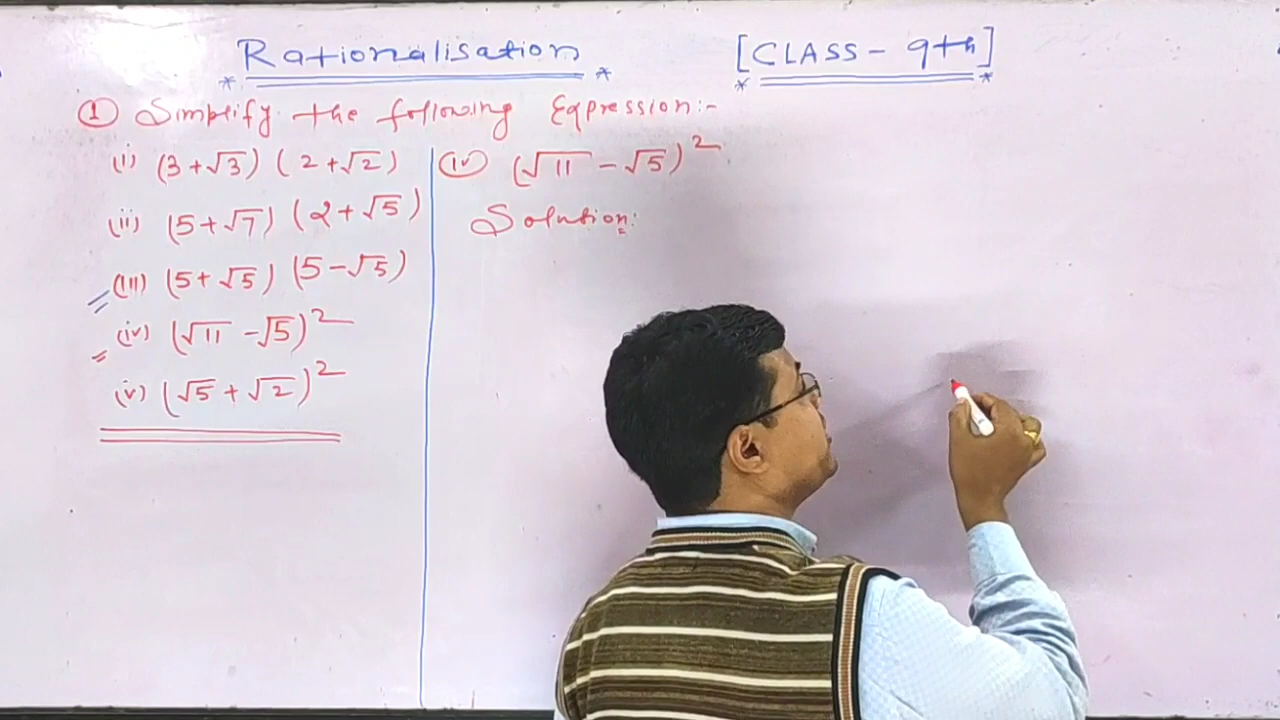 Rationalisation [CLASS - 9th]
① Simplify the following Expression:-
(i) (3+√3) (2+√2)
(ii) (5+√7) (2+√5)
(iii) (5+√5) (5-√5)
(iv) (√11 -√5)²
(v) (√5 + √2)²
(iv) (√11 - √5)²
Solution: